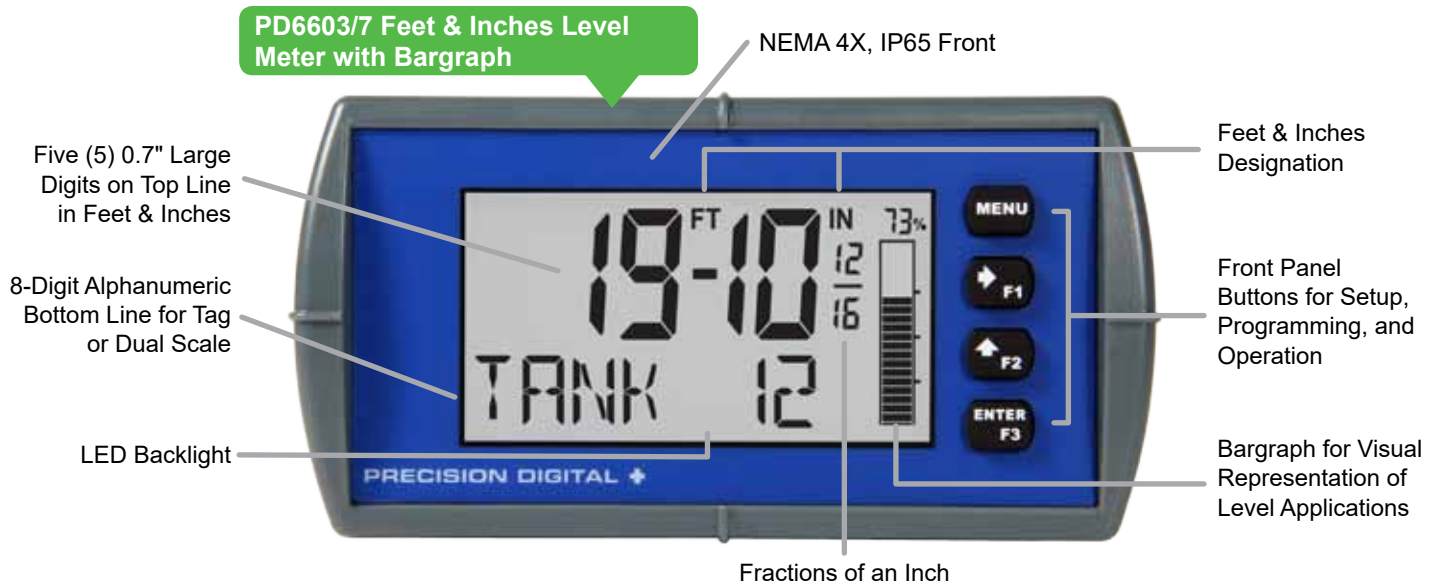 PD6603/7 Feet & Inches Level
Meter with Bargraph
NEMA 4X, IP65 Front
Five (5) 0.7" Large
Digits on Top Line
in Feet & Inches
8-Digit Alphanumeric
Bottom Line for Tag
or Dual Scale
LED Backlight
19 FT - 10 IN 12/16
73%
TANK 12
PRECISION DIGITAL
MENU
F1
F2
ENTER
F3
Feet & Inches
Designation
Front Panel
Buttons for Setup,
Programming, and
Operation
Bargraph for Visual
Representation of
Level Applications
Fractions of an Inch